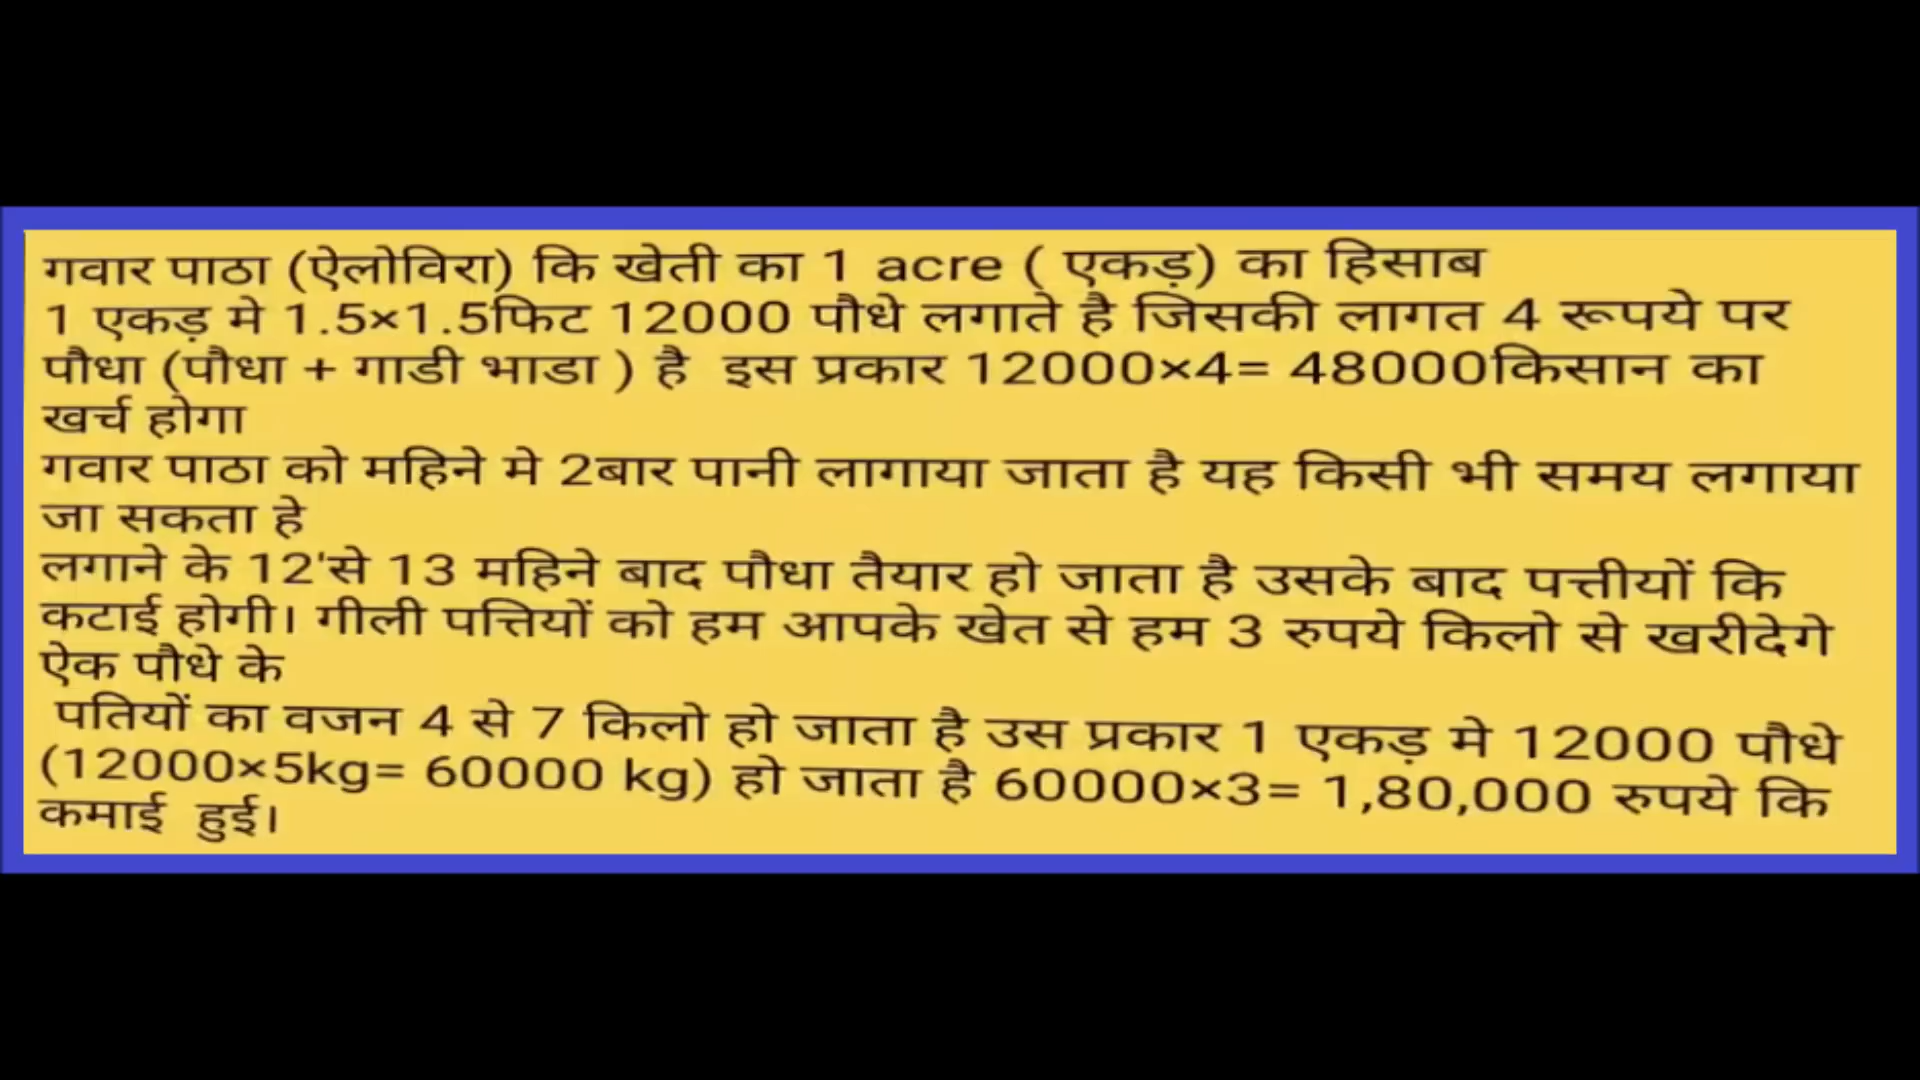 गवार पाठा (ऐलोविरा) कि खेती का 1 acre ( एकड़) का हिसाब
1 एकड़ मे 1.5×1.5फिट 12000 पौधे लगाते है जिसकी लागत 4 रूपये पर
पौधा (पौधा + गाडी भाडा ) है इस प्रकार 12000×4= 48000किसान का
खर्च होगा
गवार पाठा को महिने मे 2बार पानी लागाया जाता है यह किसी भी समय लगाया
जा सकता हे
लगाने के 12'से 13 महिने बाद पौधा तैयार हो जाता है उसके बाद पत्तीयों कि
कटाई होगी। गीली पत्तियों को हम आपके खेत से हम 3 रुपये किलो से खरीदेगे
ऐक पौधे के
पतियों का वजन 4 से 7 किलो हो जाता है उस प्रकार 1 एकड़ मे 12000 पौधे
(12000×5kg= 60000 kg) हो जाता है 60000×3= 1,80,000 रुपये कि
कमाई हुई।